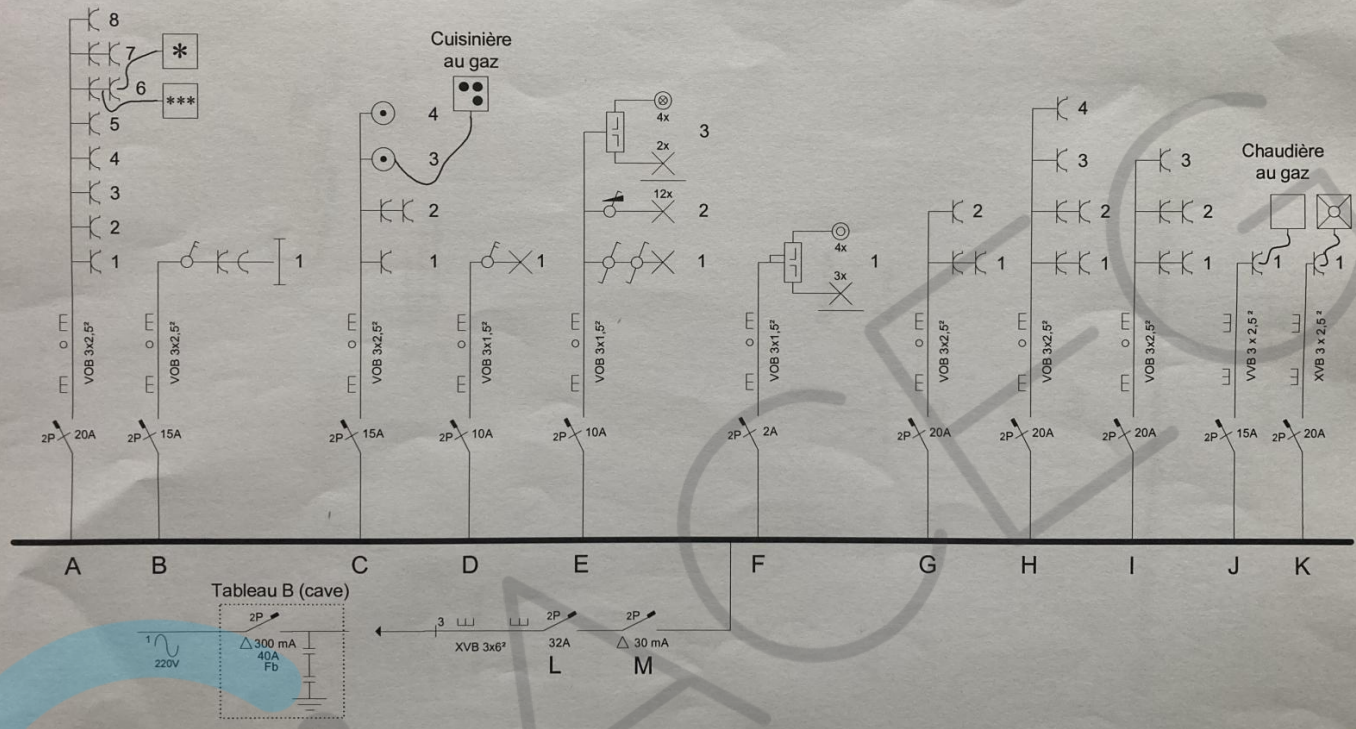 8
7
*
6
***
5
4
3
2
1
1
Cuisinière
au gaz
4
3
2
1
1
4x
2x
3
12x
2
1
4x
3x
1
2
1
4
3
2
1
3
2
1
Chaudière
au gaz
1
1
VOB 3x2,5²
VOB 3x2,5²
VOB 3x2,5²
VOB 3x1,5²
VOB 3x1,5²
VOB 3x1,5²
VOB 3x2,5²
VOB 3x2,5²
VOB 3x2,5²
VVB 3 x 2,5²
XVB 3 x 2,5²
2P 20A
2P 15A
2P 15A
2P 10A
2P 10A
2P 2A
2P 20A
2P 20A
2P 20A
2P 15A
2P 20A
A B C D E F G H I J K
Tableau B (cave)
2P
1
220V
△ 300 mA
40A
Fb
3
XVB 3x6²
2P
32A
L
2P
△ 30 mA
M
ACEG